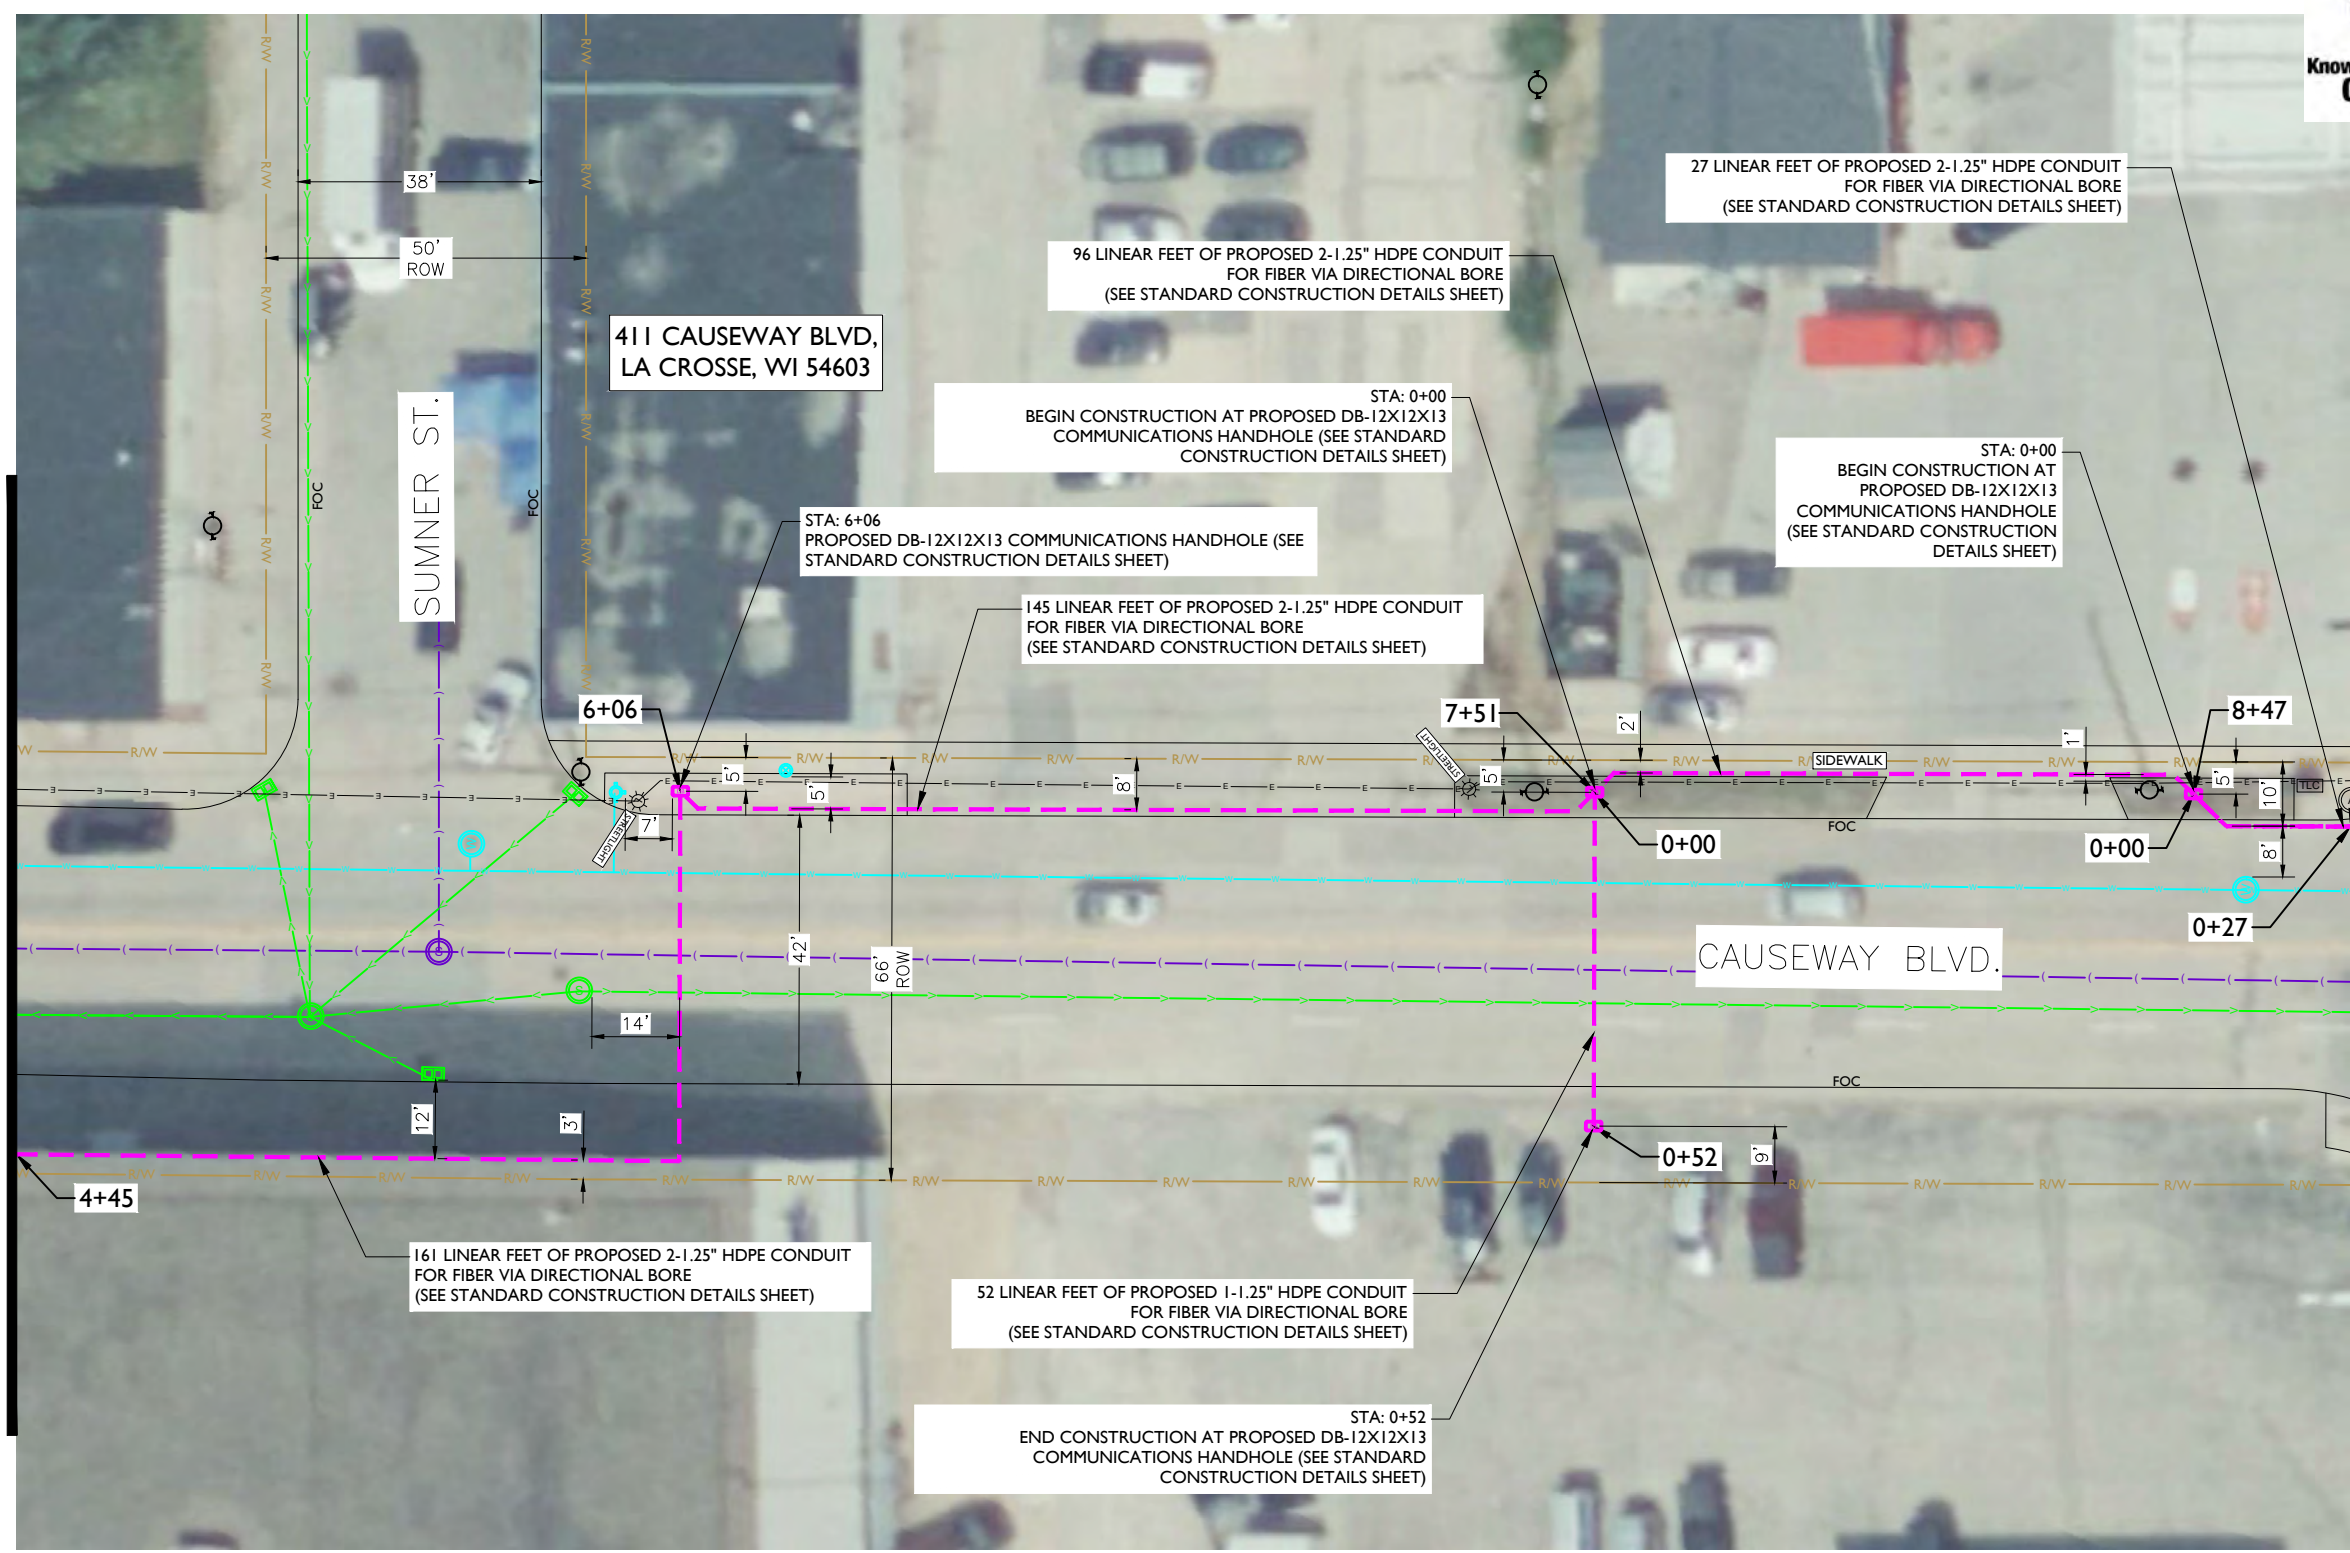 Know
38'
50'
ROW
27 LINEAR FEET OF PROPOSED 2-1.25" HDPE CONDUIT
FOR FIBER VIA DIRECTIONAL BORE
(SEE STANDARD CONSTRUCTION DETAILS SHEET)
96 LINEAR FEET OF PROPOSED 2-1.25" HDPE CONDUIT
FOR FIBER VIA DIRECTIONAL BORE
(SEE STANDARD CONSTRUCTION DETAILS SHEET)
411 CAUSEWAY BLVD,
LA CROSSE, WI 54603
STA: 0+00
BEGIN CONSTRUCTION AT PROPOSED DB-12X12X13
COMMUNICATIONS HANDHOLE (SEE STANDARD
CONSTRUCTION DETAILS SHEET)
STA: 0+00
BEGIN CONSTRUCTION AT
PROPOSED DB-12X12X13
COMMUNICATIONS HANDHOLE
(SEE STANDARD CONSTRUCTION
DETAILS SHEET)
SUMNER ST.
FOC
FOC
STA: 6+06
PROPOSED DB-12X12X13 COMMUNICATIONS HANDHOLE (SEE
STANDARD CONSTRUCTION DETAILS SHEET)
145 LINEAR FEET OF PROPOSED 2-1.25" HDPE CONDUIT
FOR FIBER VIA DIRECTIONAL BORE
(SEE STANDARD CONSTRUCTION DETAILS SHEET)
6+06
7+51
8+47
R/W
STREETLIGHT
SIDEWALK
2'
1'
5'
5'
8'
5'
5'
10'
TLC
STREETLIGHT
7'
FOC
0+00
0+00
8'
0+27
42'
66'
ROW
CAUSEWAY BLVD.
14'
12'
3'
FOC
0+52
9'
4+45
R/W
161 LINEAR FEET OF PROPOSED 2-1.25" HDPE CONDUIT
FOR FIBER VIA DIRECTIONAL BORE
(SEE STANDARD CONSTRUCTION DETAILS SHEET)
52 LINEAR FEET OF PROPOSED 1-1.25" HDPE CONDUIT
FOR FIBER VIA DIRECTIONAL BORE
(SEE STANDARD CONSTRUCTION DETAILS SHEET)
STA: 0+52
END CONSTRUCTION AT PROPOSED DB-12X12X13
COMMUNICATIONS HANDHOLE (SEE STANDARD
CONSTRUCTION DETAILS SHEET)